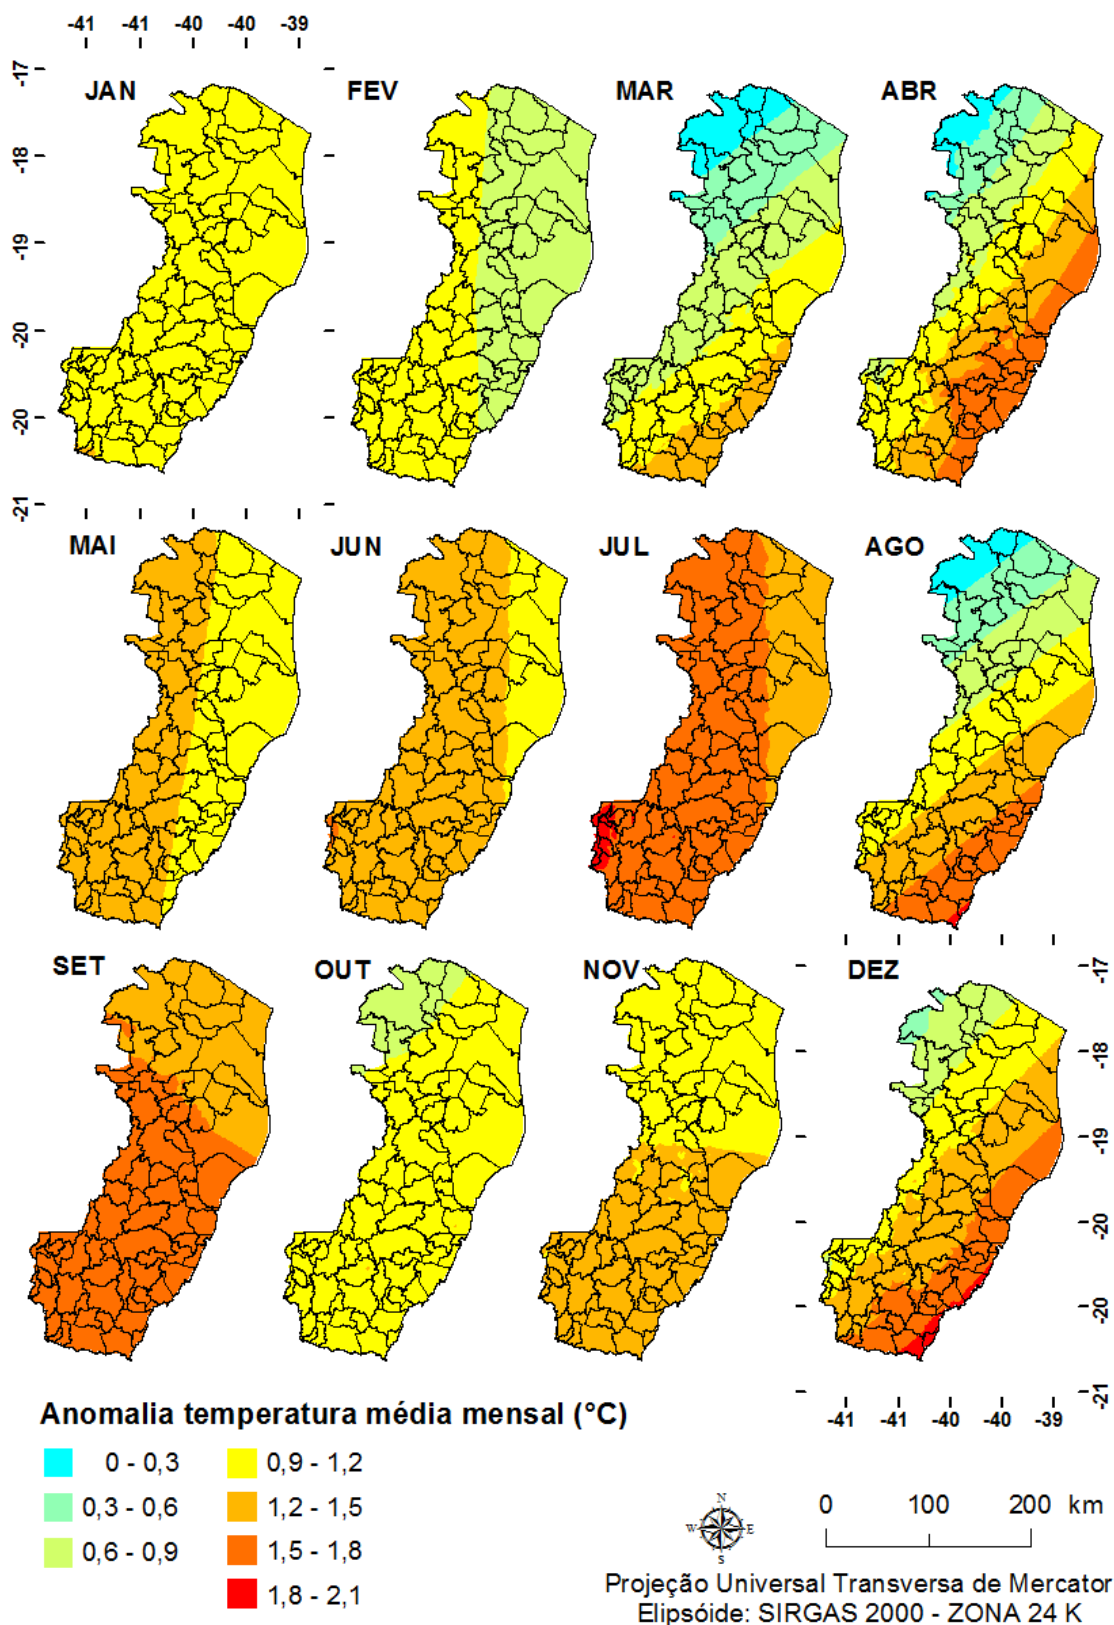 -41 -41 -40 -40 -39
-17
JAN FEV MAR ABR
-18
-19
-20
-20
-21
MAI JUN JUL AGO
SET OUT NOV DEZ
-17
-18
-19
-20
-20
-21
-41 -41 -40 -40 -39
Anomalia temperatura média mensal (°C)
0 - 0,3 0,9 - 1,2
0,3 - 0,6 1,2 - 1,5
0,6 - 0,9 1,5 - 1,8
1,8 - 2,1
N
W E
S
0 100 200 km
Projeção Universal Transversa de Mercator
Elipsóide: SIRGAS 2000 - ZONA 24 K